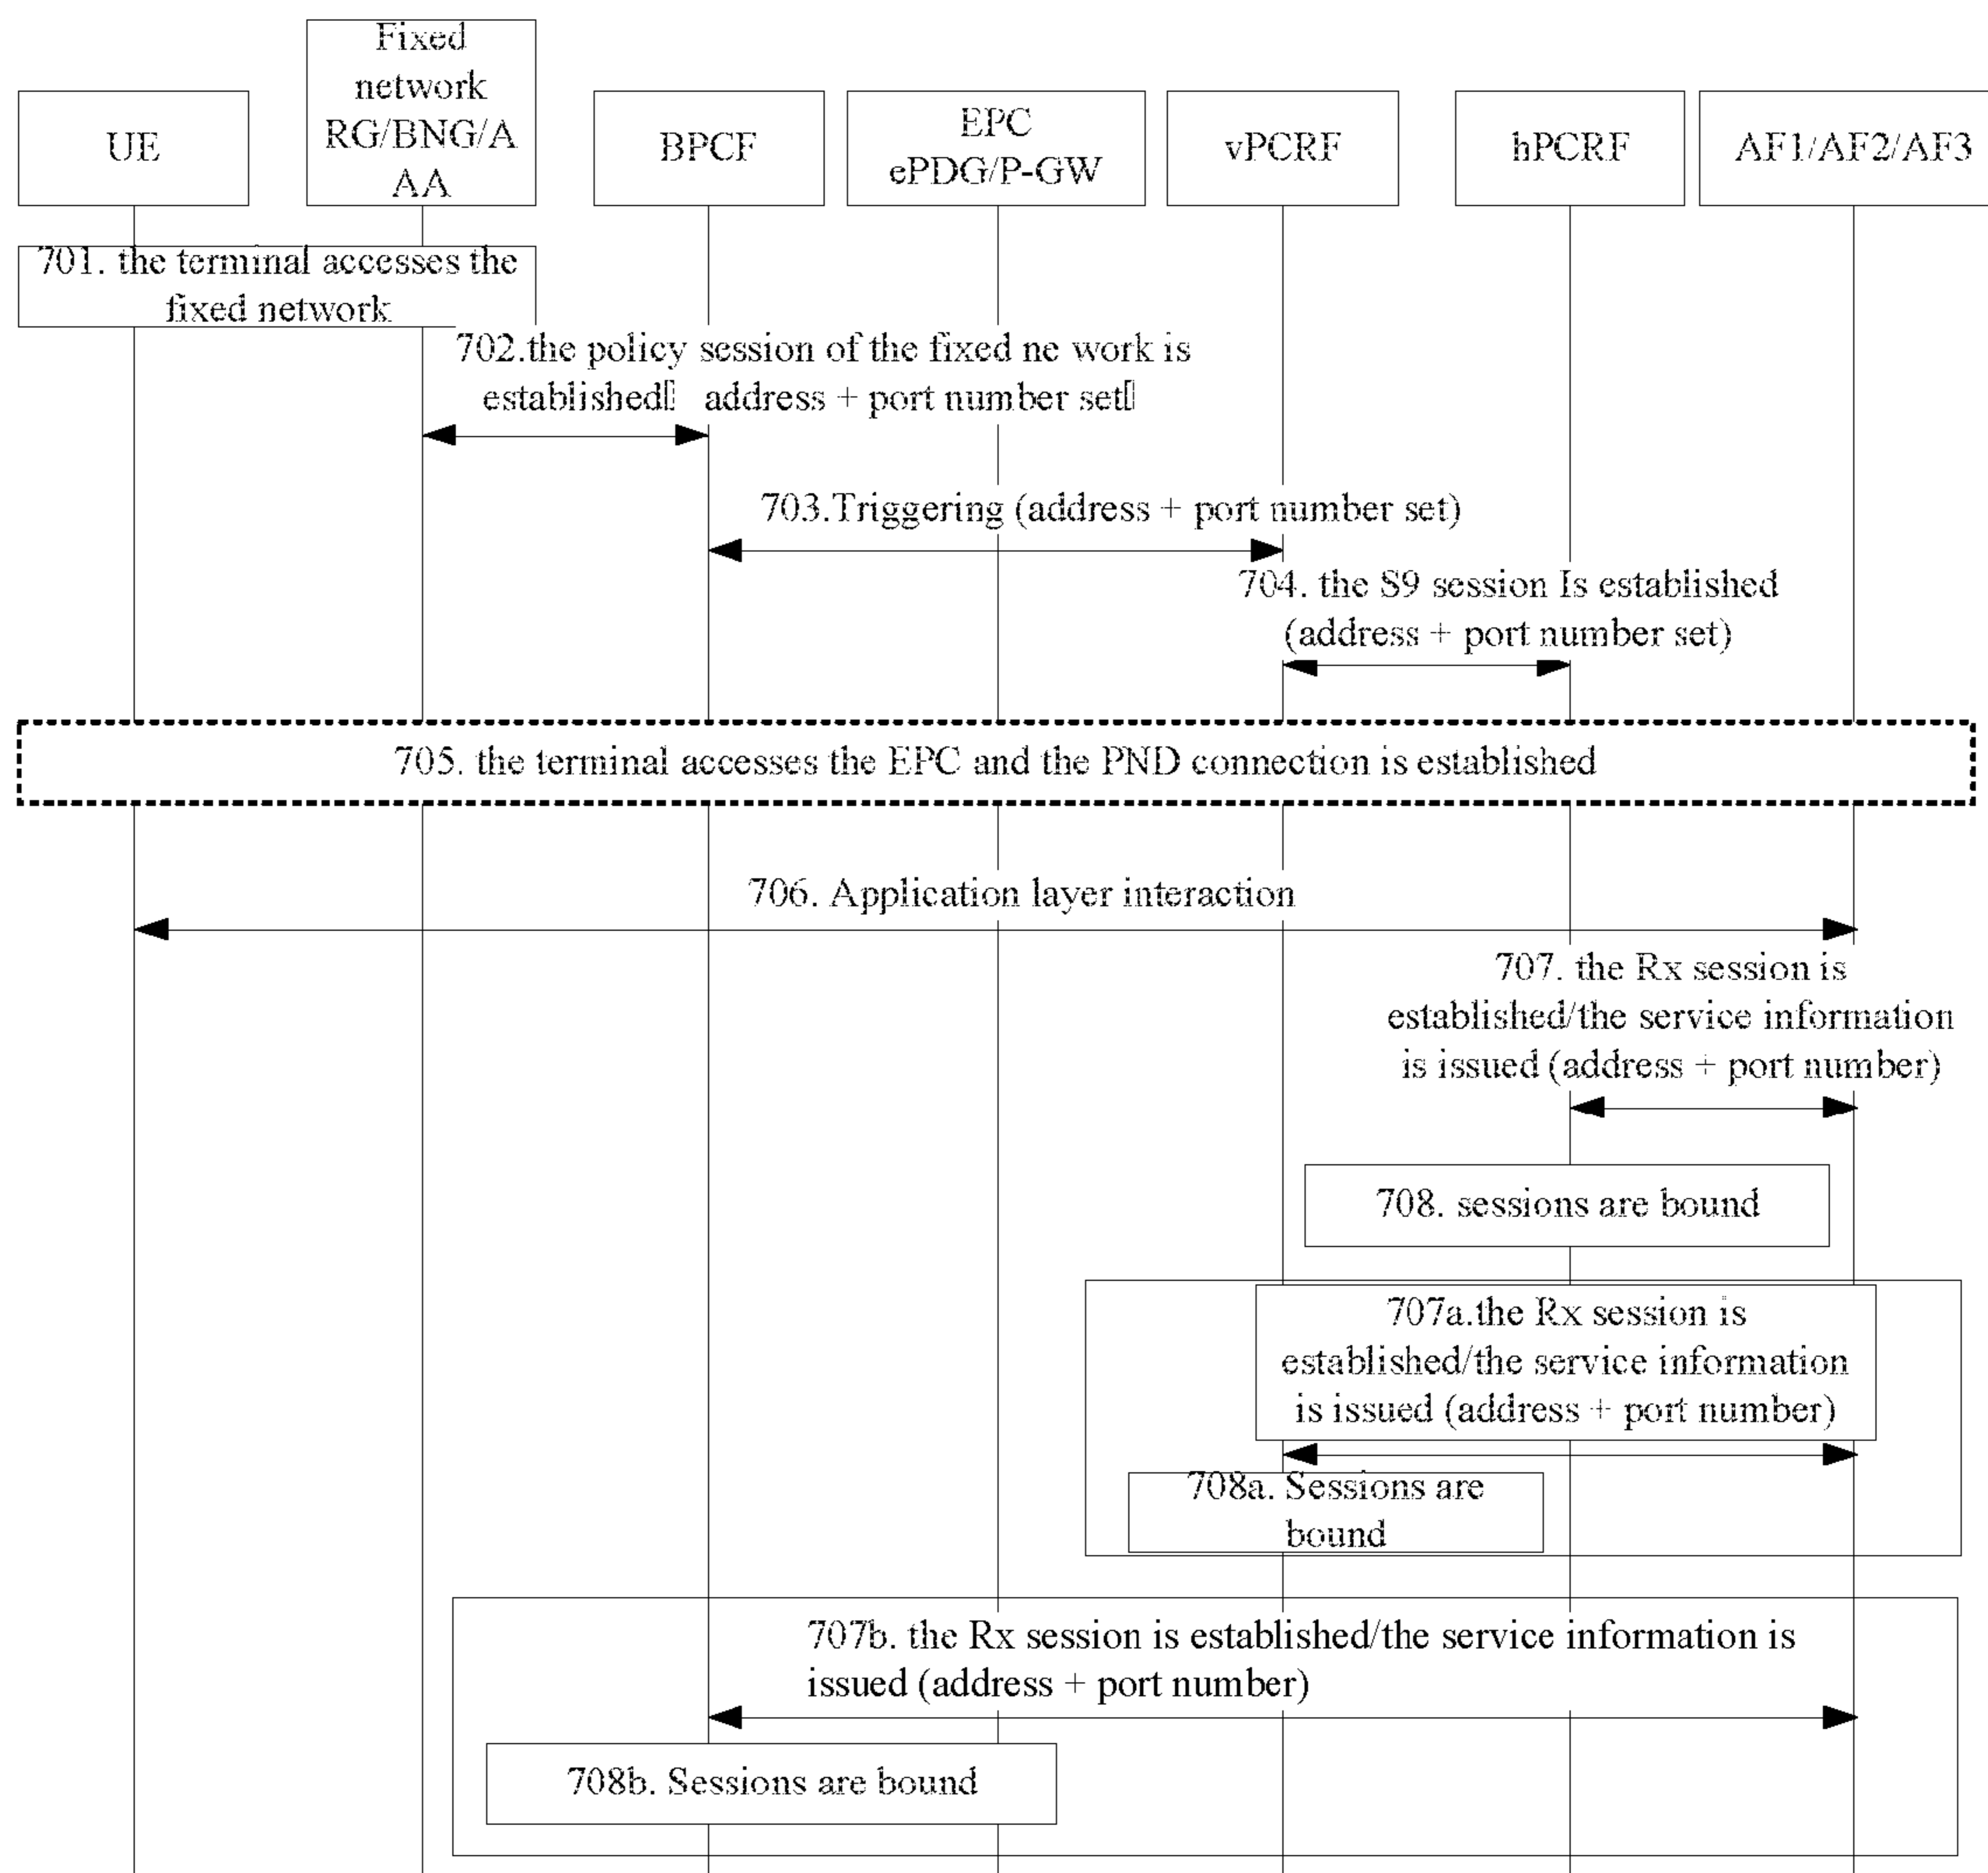 Fixed
network
RG/BNG/A
AA
UE
BPCF
EPC
ePDG/P-GW
vPCRF
hPCRF
AF1/AF2/AF3
701. the terminal accesses the
fixed network
702.the policy session of the fixed ne work is
established address + port number set
703.Triggering (address + port number set)
704. the S9 session Is established
(address + port number set)
705. the terminal accesses the EPC and the PND connection is established
706. Application layer interaction
707. the Rx session is
established/the service information
is issued (address + port number)
708. sessions are bound
707a.the Rx session is
established/the service information
is issued (address + port number)
708a. Sessions are
bound
707b. the Rx session is established/the service information is
issued (address + port number)
708b. Sessions are bound